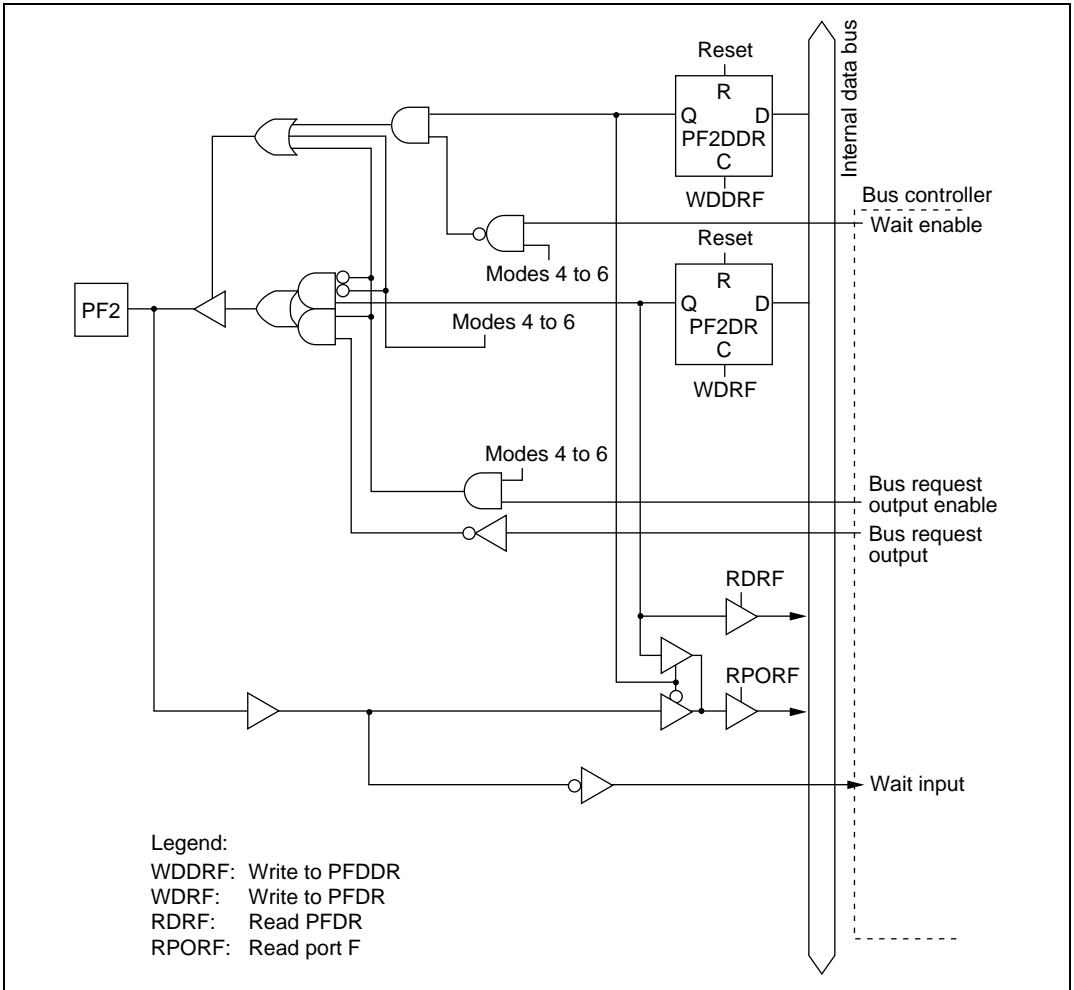 Reset
R
Q D
PF2DDR
C
WDDRF
Internal data bus
Bus controller
Wait enable
Modes 4 to 6
Reset
R
Q D
PF2DR
C
WDRF
PF2
Modes 4 to 6
Modes 4 to 6
Bus request
output enable
Bus request
output
RDRF
RPORF
Wait input
Legend:
WDDRF: Write to PFDDR
WDRF: Write to PFDR
RDRF: Read PFDR
RPORF: Read port F